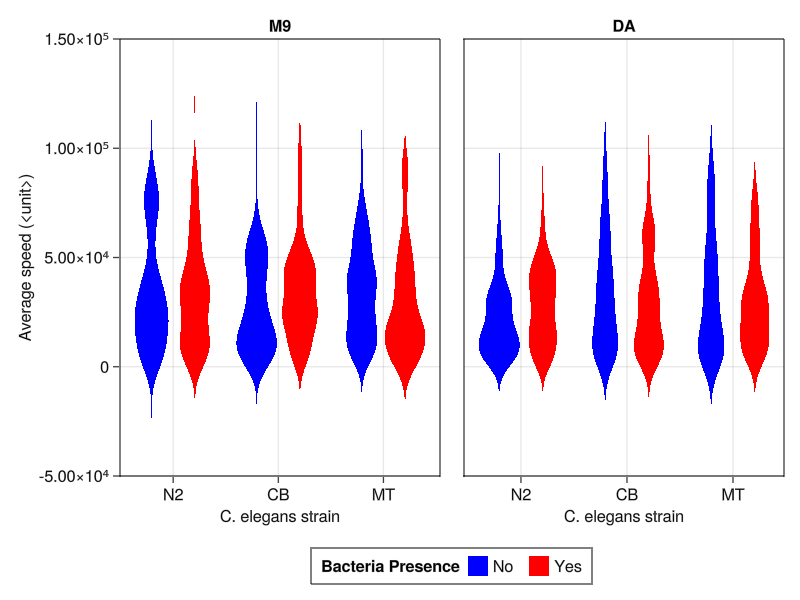 M9 DA
1.50×10⁵
1.00×10⁵
5.00×10⁴
0
-5.00×10⁴
Average speed (<unit>)
N2 CB MT N2 CB MT
C. elegans strain C. elegans strain
Bacteria Presence No Yes